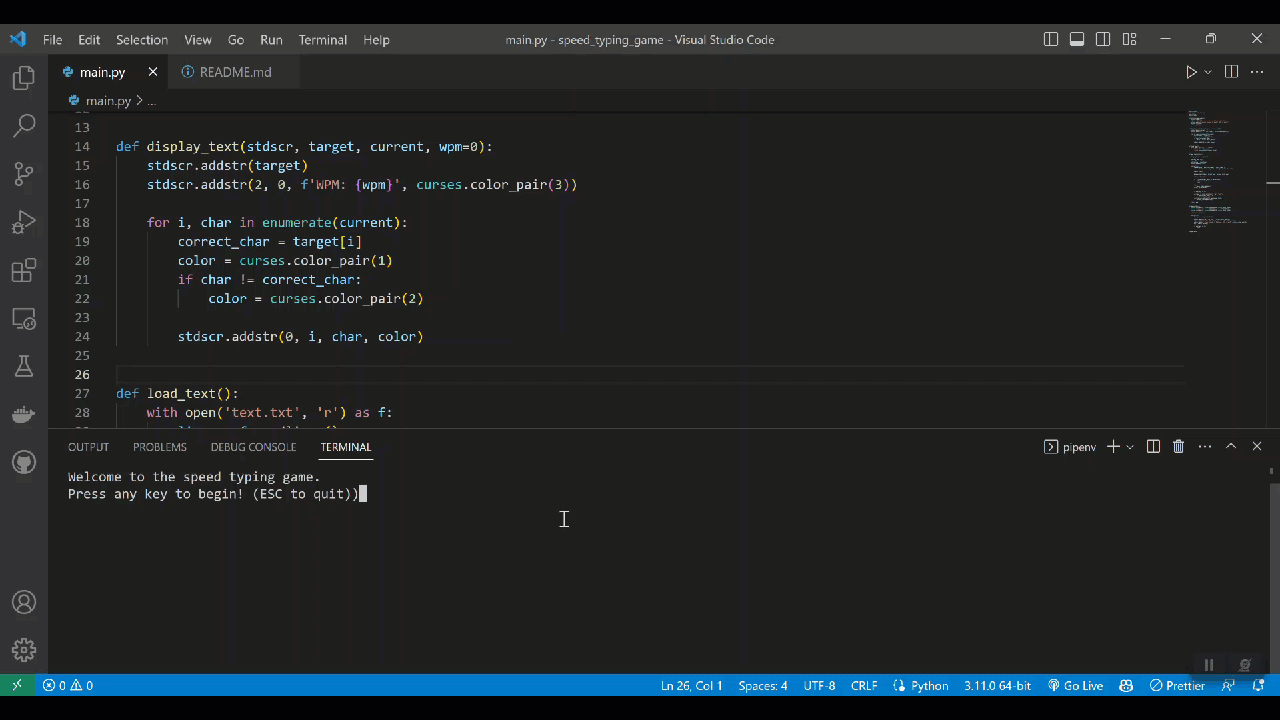 File Edit Selection View Go Run Terminal Help main.py - speed_typing_game - Visual Studio Code
main.py README.md
main.py > ...
13
14 def display_text(stdscr, target, current, wpm=0):
15 stdscr.addstr(target)
16 stdscr.addstr(2, 0, f'WPM: {wpm}', curses.color_pair(3))
17
18 for i, char in enumerate(current):
19 correct_char = target[i]
20 color = curses.color_pair(1)
21 if char != correct_char:
22 color = curses.color_pair(2)
23
24 stdscr.addstr(0, i, char, color)
25
26
27 def load_text():
28 with open('text.txt', 'r') as f:
OUTPUT PROBLEMS DEBUG CONSOLE TERMINAL pipenv
Welcome to the speed typing game.
Press any key to begin! (ESC to quit))
0 0 Ln 26, Col 1 Spaces: 4 UTF-8 CRLF Python 3.11.0 64-bit Go Live Prettier